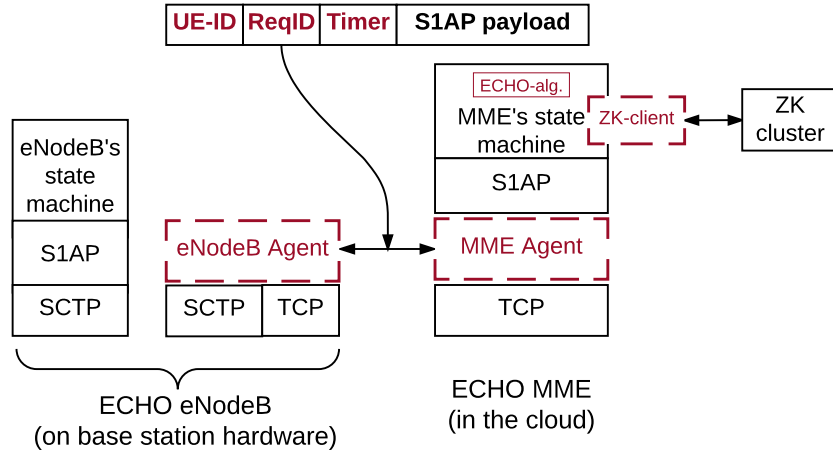 UE-ID ReqID Timer S1AP payload
ECHO-alg.
MME's state
machine
ZK-client
ZK
cluster
eNodeB's
state
machine
S1AP
S1AP
eNodeB Agent
MME Agent
SCTP
SCTP TCP
TCP
ECHO eNodeB
(on base station hardware)
ECHO MME
(in the cloud)